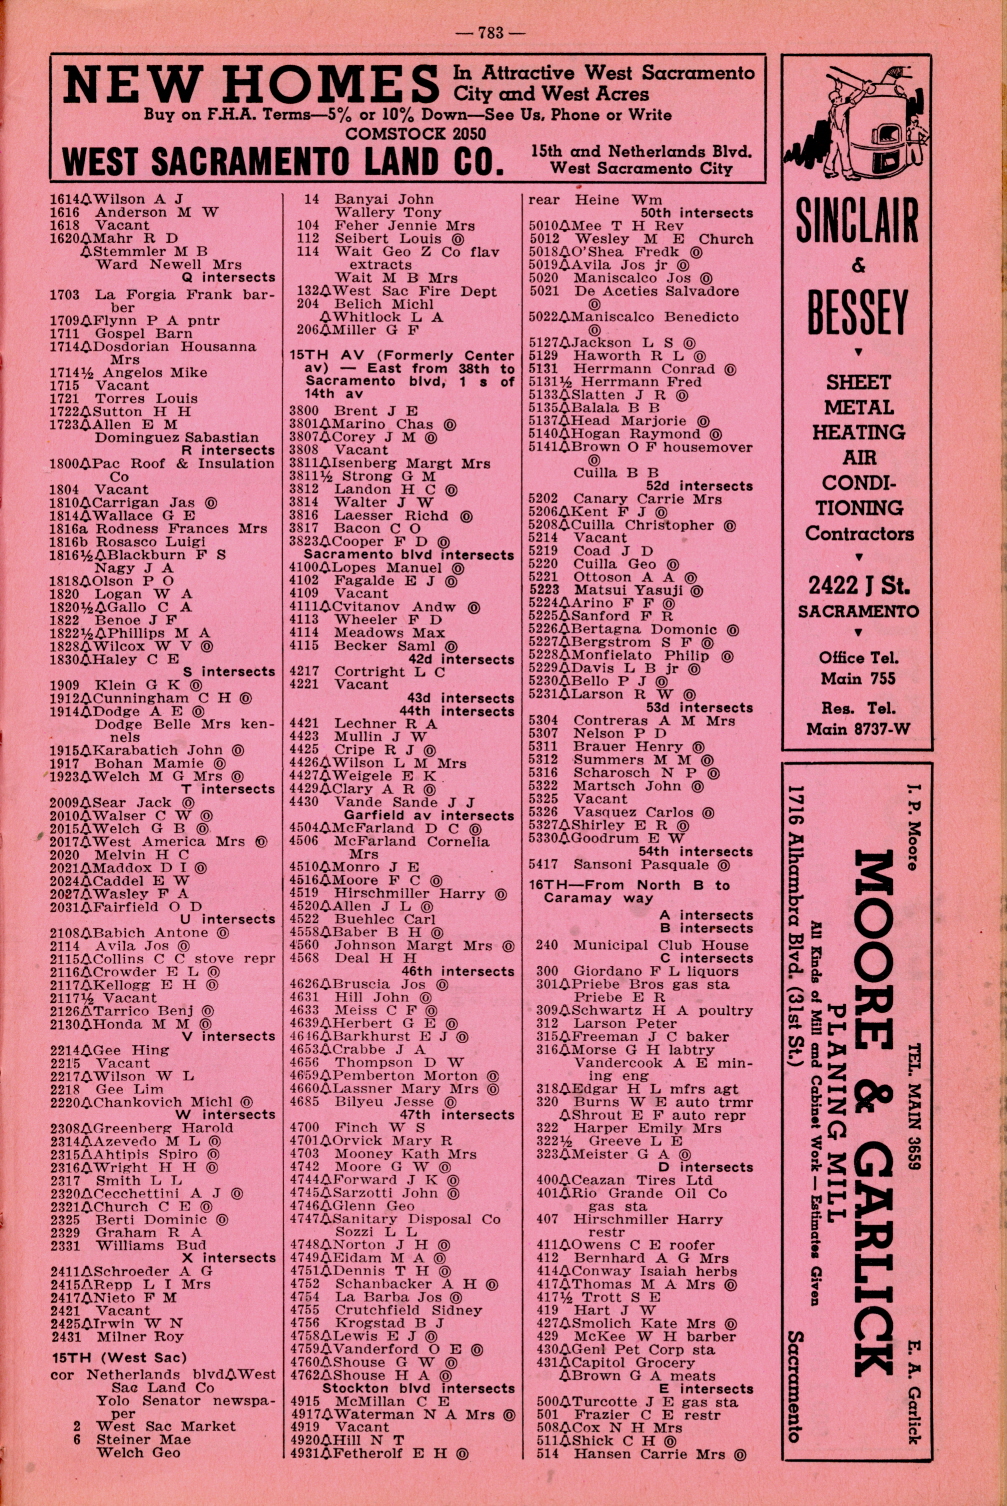 — 783 —
NEW HOMES
In Attractive West Sacramento
City and West Acres
Buy on F.H.A. Terms—5% or 10% Down—See Us, Phone or Write
COMSTOCK 2050
WEST SACRAMENTO LAND CO.
15th and Netherlands Blvd.
West Sacramento City
1614△Wilson A J
1616 Anderson M W
1618 Vacant
1620△Mahr R D
△Stemmler M B
Ward Newell Mrs
Q intersects
1703 La Forgia Frank bar-
ber
1709△Flynn P A pntr
1711 Gospel Barn
1714△Dosdorian Housanna
Mrs
1714½ Angelos Mike
1715 Vacant
1721 Torres Louis
1722△Sutton H H
1723△Allen E M
Dominguez Sabastian
R intersects
1800△Pac Roof & Insulation
Co
1804 Vacant
1810△Carrigan Jas ⓞ
1814△Wallace G E
1816a Rodness Frances Mrs
1816b Rosasco Luigi
1816½△Blackburn F S
Nagy J A
1818△Olson P O
1820 Logan W A
1820½△Gallo C A
1822 Benoe J F
1822½△Phillips M A
1828△Wilcox W V ⓞ
1830△Haley C E
S intersects
1909 Klein G K ⓞ
1912△Cunningham C H ⓞ
1914△Dodge A E ⓞ
Dodge Belle Mrs ken-
nels
1915△Karabatich John ⓞ
1917 Bohan Mamie ⓞ
1923△Welch M G Mrs ⓞ
T intersects
2009△Sear Jack ⓞ
2010△Walser C W ⓞ
2015△Welch G B ⓞ
2017△West America Mrs ⓞ
2020 Melvin H C
2021△Maddox D I ⓞ
2024△Caddel E W
2027△Wasley F A
2031△Fairfield O D
U intersects
2108△Babich Antone ⓞ
2114 Avila Jos ⓞ
2115△Collins C C stove repr
2116△Crowder E L ⓞ
2117△Kellogg E H ⓞ
2117½ Vacant
2126△Tarrico Benj ⓞ
2130△Honda M M ⓞ
V intersects
2214△Gee Hing
2215 Vacant
2217△Wilson W L
2218 Gee Lim
2220△Chankovich Michl ⓞ
W intersects
2308△Greenberg Harold
2314△Azevedo M L ⓞ
2315△Ahtipis Spiro ⓞ
2316△Wright H H ⓞ
2317 Smith L L
2320△Cecchettini A J ⓞ
2321△Church C E ⓞ
2325 Berti Dominic ⓞ
2329 Graham R A
2331 Williams Bud
X intersects
2411△Schroeder A G
2415△Repp L I Mrs
2417△Nieto F M
2421 Vacant
2425△Irwin W N
2431 Milner Roy
15TH (West Sac)
cor Netherlands blvd△West
Sac Land Co
Yolo Senator newspa-
per
2 West Sac Market
6 Steiner Mae
Welch Geo
14 Banyai John
Wallery Tony
104 Feher Jennie Mrs
112 Seibert Louis ⓞ
114 Wait Geo Z Co flav
extracts
Wait M B Mrs
132△West Sac Fire Dept
204 Belich Michl
△Whitlock L A
206△Miller G F
15TH AV (Formerly Center
av) — East from 38th to
Sacramento blvd, 1 s of
14th av
3800 Brent J E
3801△Marino Chas ⓞ
3807△Corey J M ⓞ
3808 Vacant
3811△Isenberg Margt Mrs
3811½ Strong G M
3812 Landon H C ⓞ
3814 Walter J W
3816 Laesser Richd ⓞ
3817 Bacon C O
3823△Cooper F D ⓞ
Sacramento blvd intersects
4100△Lopes Manuel ⓞ
4102 Fagalde E J ⓞ
4109 Vacant
4111△Cvitanov Andw ⓞ
4113 Wheeler F D
4114 Meadows Max
4115 Becker Saml ⓞ
42d intersects
4217 Cortright L C
4221 Vacant
43d intersects
44th intersects
4421 Lechner R A
4423 Mullin J W
4425 Cripe R J ⓞ
4426△Wilson L M Mrs
4427△Weigele E K
4429△Clary A R ⓞ
4430 Vande Sande J J
Garfield av intersects
4504△McFarland D C ⓞ
4506 McFarland Cornelia
Mrs
4510△Monro J E
4516△Moore F C ⓞ
4519 Hirschmiller Harry ⓞ
4520△Allen J L ⓞ
4522 Buehlec Carl
4558△Baber B H ⓞ
4560 Johnson Margt Mrs ⓞ
4568 Deal H H
46th intersects
4626△Bruscia Jos ⓞ
4631 Hill John ⓞ
4633 Meiss C F ⓞ
4639△Herbert G E ⓞ
4646△Barkhurst E J ⓞ
4653△Crabbe J A
4656 Thompson D W
4659△Pemberton Morton ⓞ
4660△Lassner Mary Mrs ⓞ
4685 Bilyeu Jesse ⓞ
47th intersects
4700 Finch W S
4701△Orvick Mary R
4703 Mooney Kath Mrs
4742 Moore G W ⓞ
4744△Forward J K ⓞ
4745△Sarzotti John ⓞ
4746△Glenn Geo
4747△Sanitary Disposal Co
Sozzi L L
4748△Norton J H ⓞ
4749△Eidam M A ⓞ
4751△Dennis T H ⓞ
4752 Schanbacker A H ⓞ
4754 La Barba Jos ⓞ
4755 Crutchfield Sidney
4756 Krogstad B J
4758△Lewis E J ⓞ
4759△Vanderford O E ⓞ
4760△Shouse G W ⓞ
4762△Shouse H A ⓞ
Stockton blvd intersects
4915 McMillan C E
4917△Waterman N A Mrs ⓞ
4919 Vacant
4920△Hill N T
4931△Fetherolf E H ⓞ
rear Heine Wm
50th intersects
5010△Mee T H Rev
5012 Wesley M E Church
5018△O'Shea Fredk ⓞ
5019△Avila Jos jr ⓞ
5020 Maniscalco Jos ⓞ
5021 De Aceties Salvadore
ⓞ
5022△Maniscalco Benedicto
ⓞ
5127△Jackson L S ⓞ
5129 Haworth R L ⓞ
5131 Herrmann Conrad ⓞ
5131½ Herrmann Fred
5133△Slatten J R ⓞ
5135△Balala B B
5137△Head Marjorie ⓞ
5140△Hogan Raymond ⓞ
5141△Brown O F housemover
ⓞ
Cuilla B B
52d intersects
5202 Canary Carrie Mrs
5206△Kent F J ⓞ
5208△Cuilla Christopher ⓞ
5214 Vacant
5219 Coad J D
5220 Cuilla Geo ⓞ
5221 Ottoson A A ⓞ
5223 Matsui Yasuji ⓞ
5224△Arino F F ⓞ
5225△Sanford F R
5226△Bertagna Domonic ⓞ
5227△Bergstrom S F ⓞ
5228△Monfielato Philip ⓞ
5229△Davis L B jr ⓞ
5230△Bello P J ⓞ
5231△Larson R W ⓞ
53d intersects
5304 Contreras A M Mrs
5307 Nelson P D
5311 Brauer Henry ⓞ
5312 Summers M M ⓞ
5316 Scharosch N P ⓞ
5322 Martsch John ⓞ
5325 Vacant
5326 Vasquez Carlos ⓞ
5327△Shirley E R ⓞ
5330△Goodrum E W
54th intersects
5417 Sansoni Pasquale ⓞ
16TH—From North B to
Caramay way
A intersects
B intersects
240 Municipal Club House
C intersects
300 Giordano F L liquors
301△Priebe Bros gas sta
Priebe E R
309△Schwartz H A poultry
312 Larson Peter
315△Freeman J C baker
316△Morse G H labtry
Vandercook A E min-
ing eng
318△Edgar H L mfrs agt
320 Burns W E auto trmr
△Shrout E F auto repr
322 Harper Emily Mrs
322½ Greeve L E
323△Meister G A ⓞ
D intersects
400△Ceazan Tires Ltd
401△Rio Grande Oil Co
gas sta
407 Hirschmiller Harry
restr
411△Owens C E roofer
412 Bernhard A G Mrs
414△Conway Isaiah herbs
417△Thomas M A Mrs ⓞ
417½ Trott S E
419 Hart J W
427△Smolich Kate Mrs ⓞ
429 McKee W H barber
430△Genl Pet Corp sta
431△Capitol Grocery
△Brown G A meats
E intersects
500△Turcotte J E gas sta
501 Frazier C E restr
508△Cox N H Mrs
511△Shick C H ⓞ
514 Hansen Carrie Mrs ⓞ
SINCLAIR
&
BESSEY
▼
SHEET
METAL
HEATING
AIR
CONDI-
TIONING
Contractors
▼
2422 J St.
SACRAMENTO
▼
Office Tel.
Main 755
Res. Tel.
Main 8737-W
J. P. Moore TEL. MAIN 3659 E. A. Garlick
MOORE & GARLICK
PLANING MILL
All Kinds of Mill and Cabinet Work — Estimates Given
1716 Alhambra Blvd. (31st St.) Sacramento